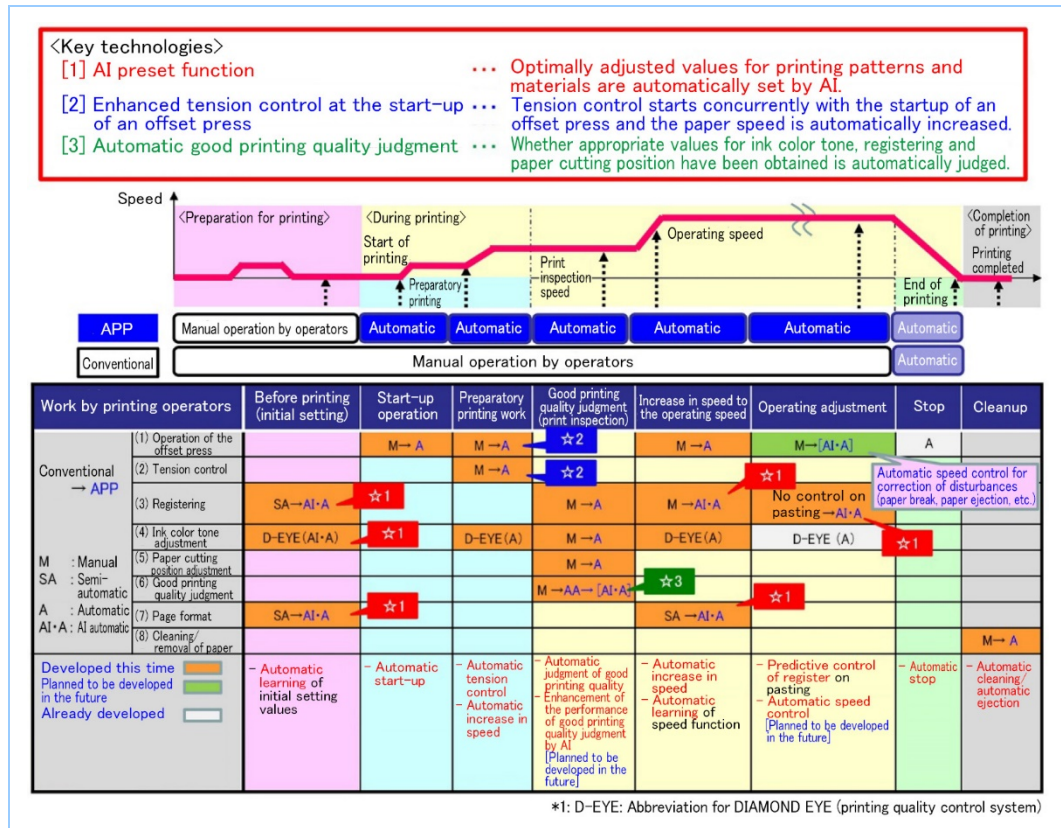 <Key technologies>
[1] AI preset function ･･･ Optimally adjusted values for printing patterns and
materials are automatically set by AI.
[2] Enhanced tension control at the start-up ･･･ Tension control starts concurrently with the startup of an
of an offset press offset press and the paper speed is automatically increased.
[3] Automatic good printing quality judgment ･･･ Whether appropriate values for ink color tone, registering and
paper cutting position have been obtained is automatically judged.
Speed
<Preparation for printing>
<During printing>
<Completion
of printing>
Start of
printing
Preparatory
printing
Print
inspection
speed
Operating speed
End of
printing
Printing
completed
APP Manual operation by operators Automatic Automatic Automatic Automatic Automatic Automatic
Conventional Manual operation by operators Automatic
Work by printing operators
Before printing
(initial setting)
Start-up
operation
Preparatory
printing work
Good printing
quality judgment
(print inspection)
Increase in speed to
the operating speed
Operating adjustment
Stop
Cleanup
Conventional
→ APP
M : Manual
SA : Semi-
automatic
A : Automatic
AI･A : AI automatic
(1) Operation of the
offset press
M→ A
M→ A
☆2
M→ A
M→[AI･A]
A
(2) Tension control
M→ A
☆2
☆1
Automatic speed control for
correction of disturbances
(paper break, paper ejection, etc.)
(3) Registering
SA→AI･A
☆1
M→ A
M→AI･A
No control on
pasting→AI･A
(4) Ink color tone
adjustment
D-EYE(AI･A)
☆1
D-EYE(A)
M→ A
D-EYE(A)
D-EYE (A)
☆1
(5) Paper cutting
position adjustment
M→ A
(6) Good printing
quality judgment
M→AA→ [AI･A]
☆3
(7) Page format
SA→AI･A
☆1
SA→AI･A
☆1
(8) Cleaning/
removal of paper
M→ A
Developed this time
Planned to be developed
in the future
Already developed
- Automatic
learning of
initial setting
values
- Automatic
start-up
- Automatic
tension
control
- Automatic
increase in
speed
- Automatic
judgment of good
printing quality
- Enhancement of
the performance
of good printing
quality judgment
by AI
[Planned to be
developed in the
future]
- Automatic
increase in
speed
- Automatic
learning of
speed function
- Predictive control
of register on
pasting
- Automatic speed
control
[Planned to be developed
in the future]
- Automatic
stop
- Automatic
cleaning/
automatic
ejection
*1: D-EYE: Abbreviation for DIAMOND EYE (printing quality control system)